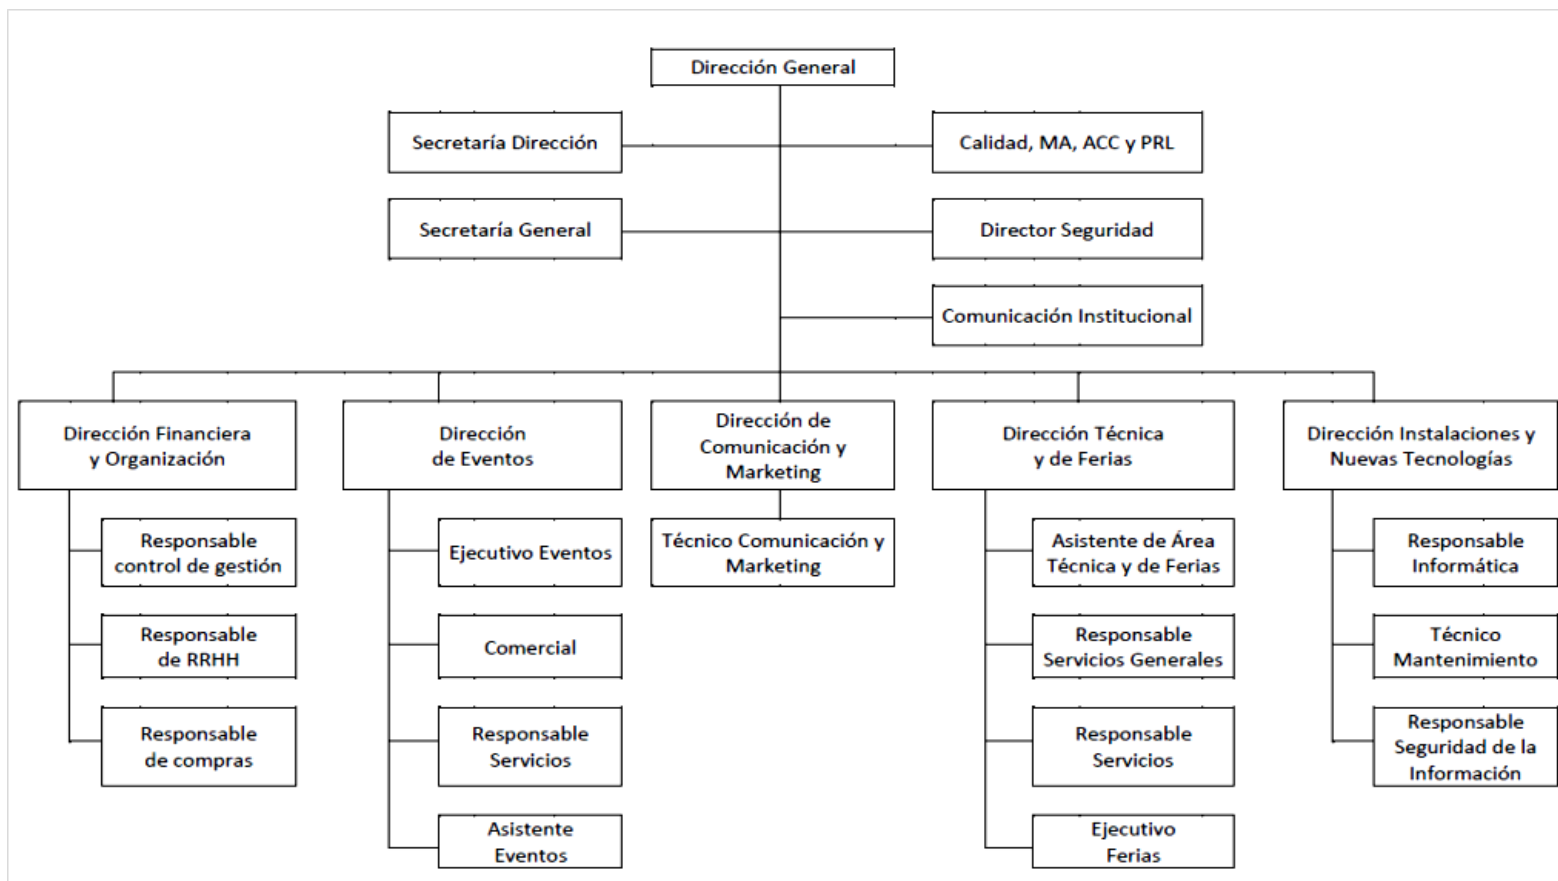 Dirección General
Secretaría Dirección
Calidad, MA, ACC y PRL
Secretaría General
Director Seguridad
Comunicación Institucional
Dirección Financiera
y Organización
Dirección
de Eventos
Dirección de
Comunicación y
Marketing
Dirección Técnica
y de Ferias
Dirección Instalaciones y
Nuevas Tecnologías
Responsable
control de gestión
Responsable
de RRHH
Responsable
de compras
Ejecutivo Eventos
Comercial
Responsable
Servicios
Asistente
Eventos
Técnico Comunicación y
Marketing
Asistente de Área
Técnica y de Ferias
Responsable
Servicios Generales
Responsable
Servicios
Ejecutivo
Ferias
Responsable
Informática
Técnico
Mantenimiento
Responsable
Seguridad de la
Información